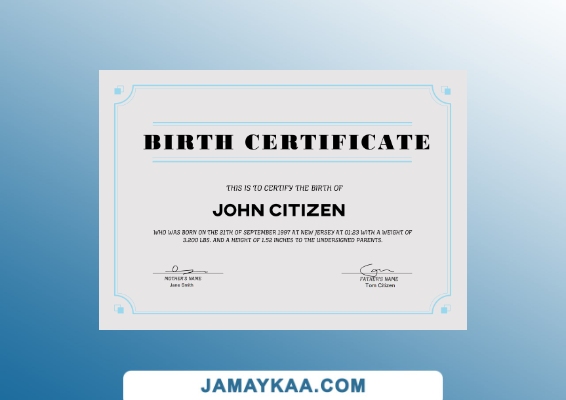 BIRTH CERTIFICATE
THIS IS TO CERTIFY THE BIRTH OF
JOHN CITIZEN
WHO WAS BORN ON THE 21TH OF SEPTEMBER 1997 AT NEW JERSEY AT 01:23 WITH A WEIGHT OF
3,200 LBS. AND A HEIGHT OF 1.52 INCHES TO THE UNDERSIGNED PARENTS.
MOTHER'S NAME
Jane Smith
FATHER'S NAME
Tom Citizen
JAMAYKAA.COM